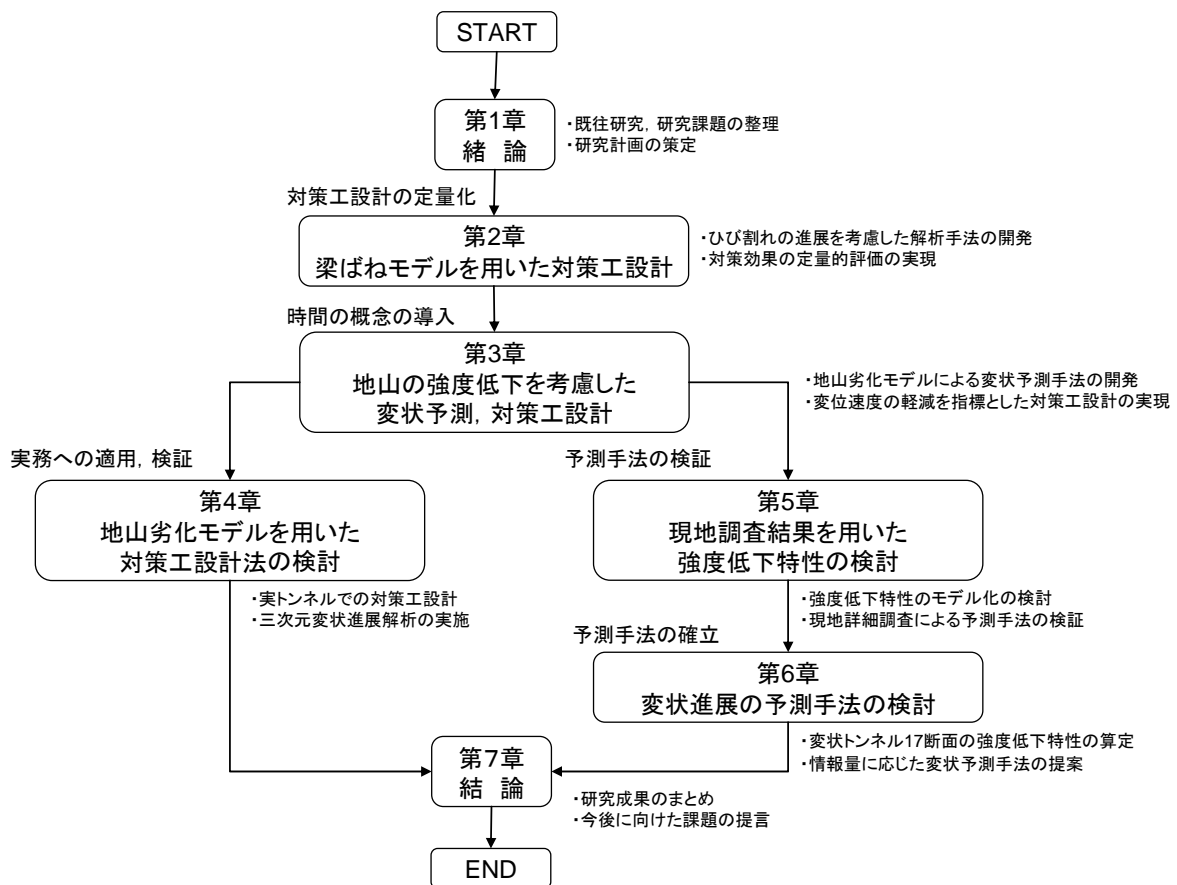 START
第1章
緒　論
・既往研究，研究課題の整理
・研究計画の策定
対策工設計の定量化
第2章
梁ばねモデルを用いた対策工設計
・ひび割れの進展を考慮した解析手法の開発
・対策効果の定量的評価の実現
時間の概念の導入
第3章
地山の強度低下を考慮した
変状予測，対策工設計
・地山劣化モデルによる変状予測手法の開発
・変位速度の軽減を指標とした対策工設計の実現
実務への適用，検証
第4章
地山劣化モデルを用いた
対策工設計法の検討
・実トンネルでの対策工設計
・三次元変状進展解析の実施
予測手法の検証
第5章
現地調査結果を用いた
強度低下特性の検討
・強度低下特性のモデル化の検討
・現地詳細調査による予測手法の検証
予測手法の確立
第6章
変状進展の予測手法の検討
・変状トンネル17断面の強度低下特性の算定
・情報量に応じた変状予測手法の提案
第7章
結　論
・研究成果のまとめ
・今後に向けた課題の提言
END